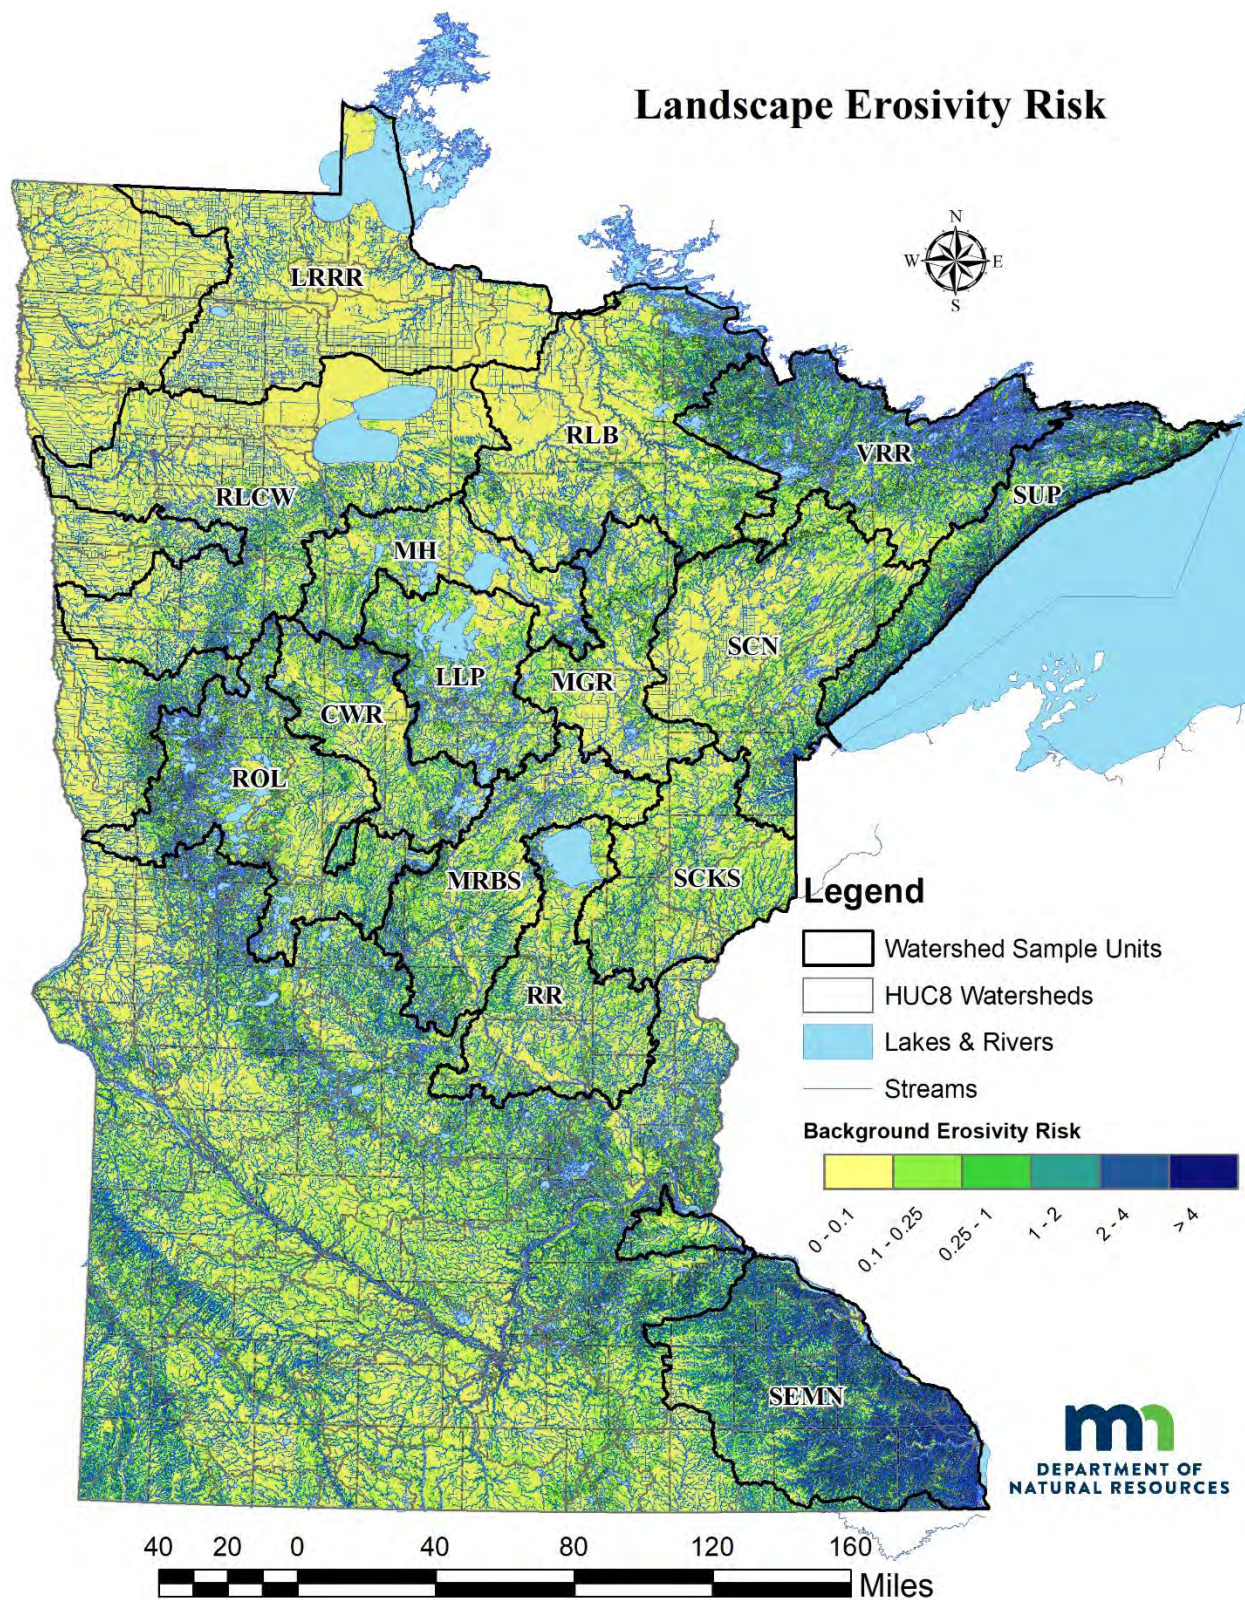 Landscape Erosivity Risk
N
W E
S
LRRR
RLB
VRR
RLCW
SUP
MH
SCN
LLP
MGR
CWR
ROL
MRBS
SCKS
RR
SEMN
Legend
Watershed Sample Units
HUC8 Watersheds
Lakes & Rivers
Streams
Background Erosivity Risk
0 - 0.1
0.1 - 0.25
0.25 - 1
1 - 2
2 - 4
> 4
mn
DEPARTMENT OF
NATURAL RESOURCES
40 20 0 40 80 120 160
Miles